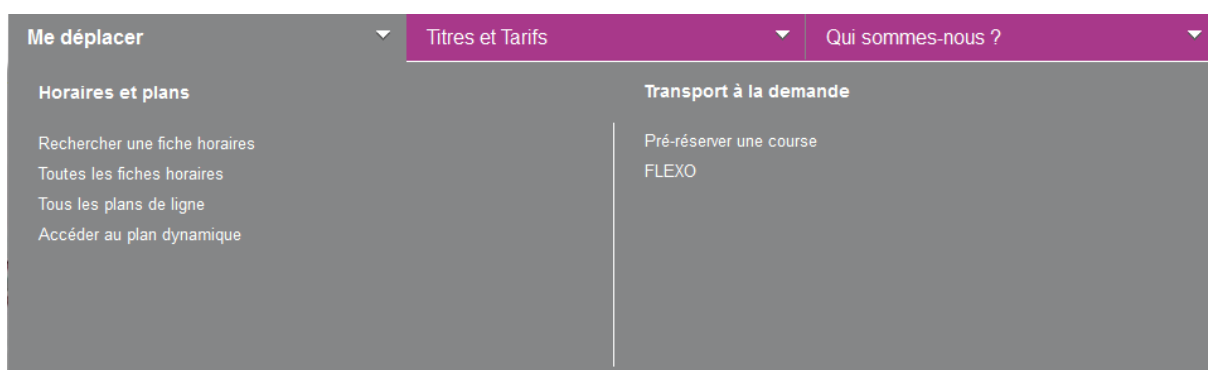 Me déplacer
Titres et Tarifs
Qui sommes-nous ?
Horaires et plans
Rechercher une fiche horaires
Toutes les fiches horaires
Tous les plans de ligne
Accéder au plan dynamique
Transport à la demande
Pré-réserver une course
FLEXO